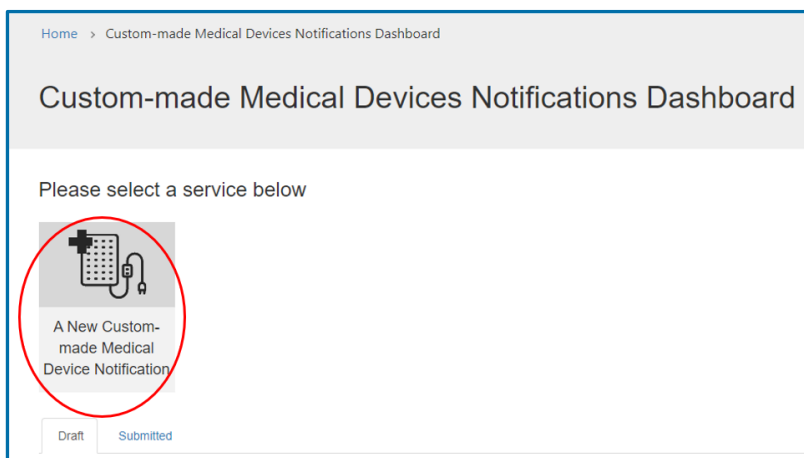 Home > Custom-made Medical Devices Notifications Dashboard
Custom-made Medical Devices Notifications Dashboard
Please select a service below
A New Custom-
made Medical
Device Notification
Draft Submitted